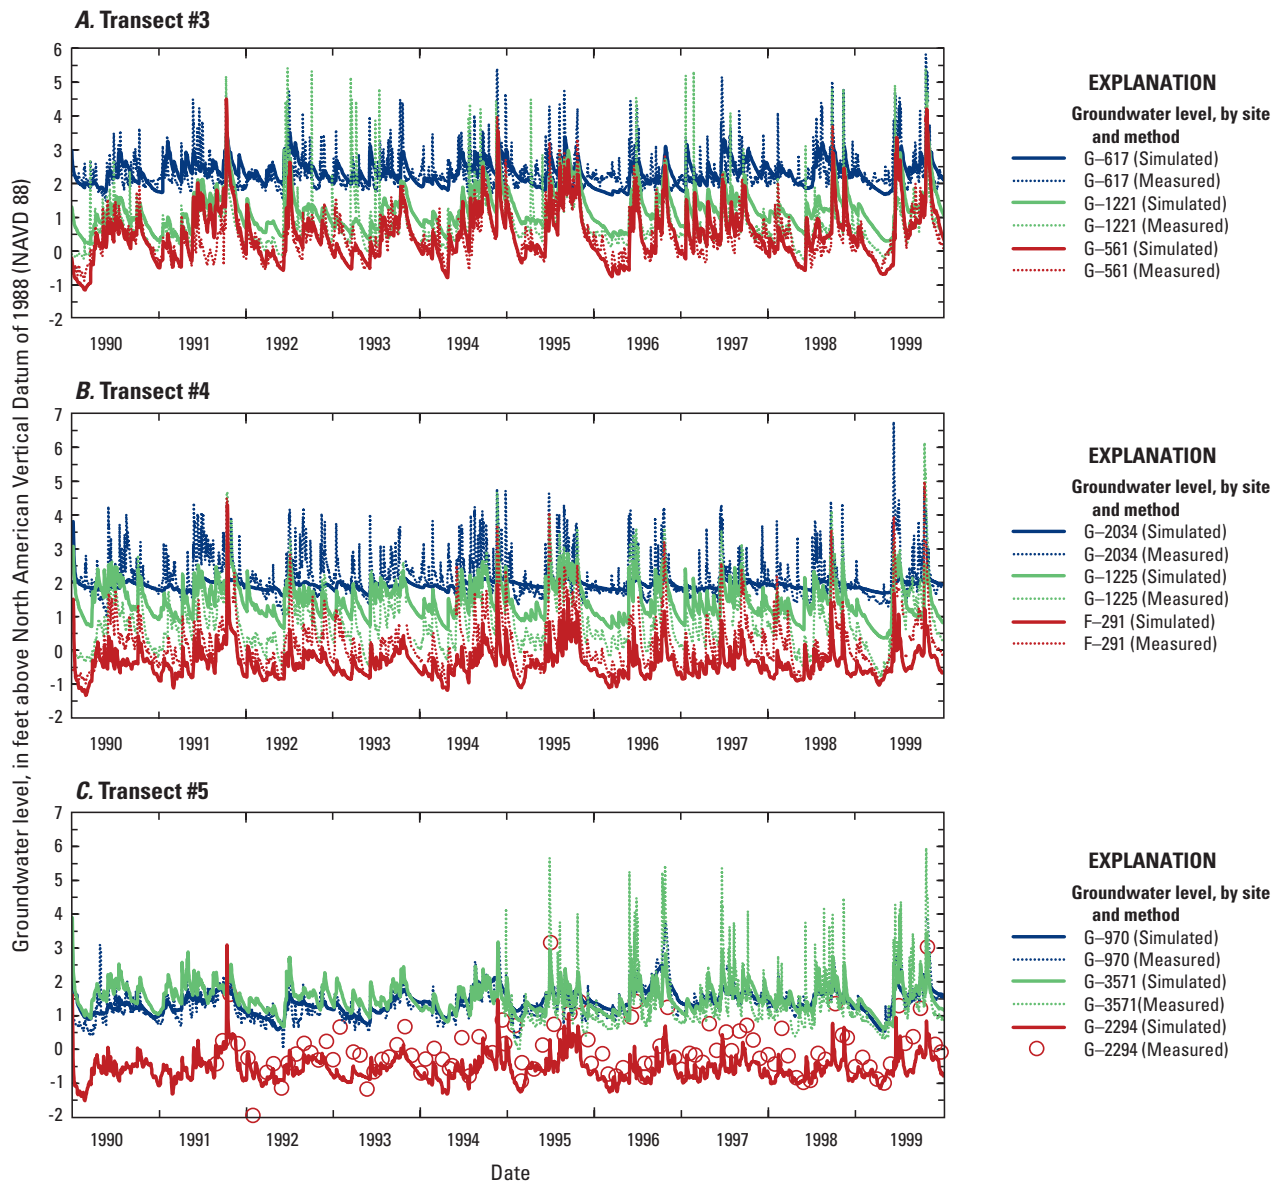 A. Transect #3
6
5
4
3
2
1
0
-1
-2
1990 1991 1992 1993 1994 1995 1996 1997 1998 1999
EXPLANATION
Groundwater level, by site
and method
G–617 (Simulated)
G–617 (Measured)
G–1221 (Simulated)
G–1221 (Measured)
G–561 (Simulated)
G–561 (Measured)
Groundwater level, in feet above North American Vertical Datum of 1988 (NAVD 88)
B. Transect #4
7
6
5
4
3
2
1
0
-1
-2
1990 1991 1992 1993 1994 1995 1996 1997 1998 1999
EXPLANATION
Groundwater level, by site
and method
G–2034 (Simulated)
G–2034 (Measured)
G–1225 (Simulated)
G–1225 (Measured)
F–291 (Simulated)
F–291 (Measured)
C. Transect #5
7
6
5
4
3
2
1
0
-1
-2
1990 1991 1992 1993 1994 1995 1996 1997 1998 1999
Date
EXPLANATION
Groundwater level, by site
and method
G–970 (Simulated)
G–970 (Measured)
G–3571 (Simulated)
G–3571(Measured)
G–2294 (Simulated)
G–2294 (Measured)